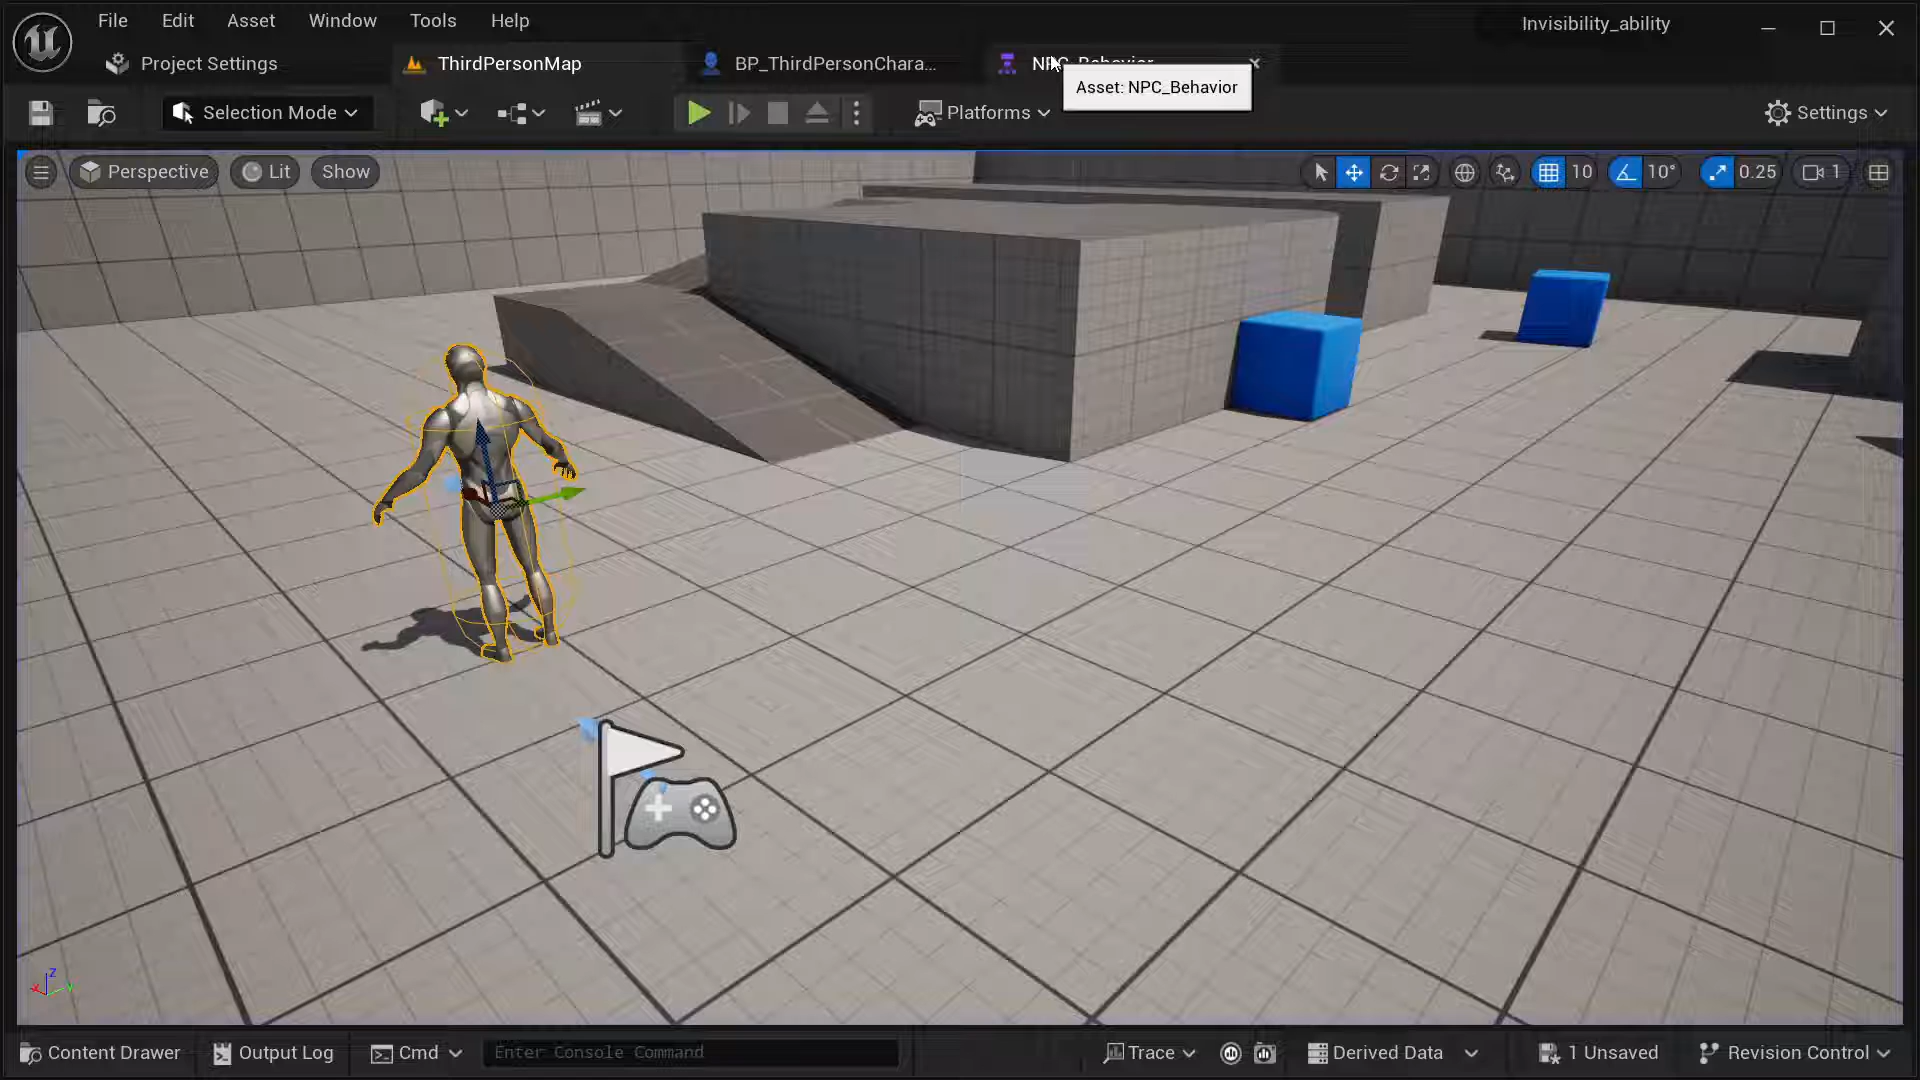 File Edit Asset Window Tools Help
Invisibility_ability
Project Settings ThirdPersonMap BP_ThirdPersonChara... NPC_Behavior
Asset: NPC_Behavior
Selection Mode Platforms Settings
Perspective Lit Show 10 10° 0.25 1
Z
X Y
Content Drawer Output Log Cmd Enter Console Command Trace Derived Data 1 Unsaved Revision Control